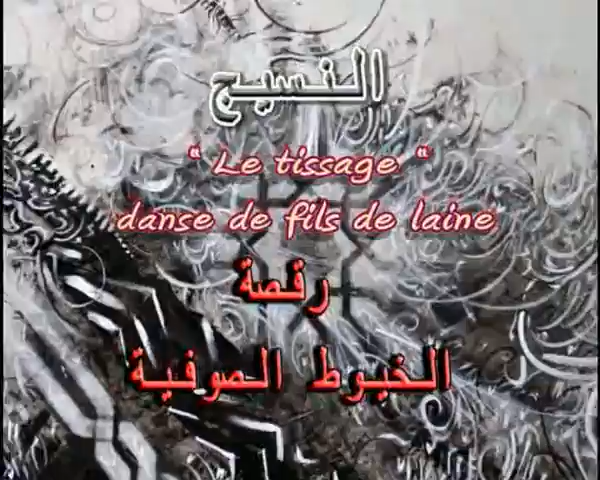 النسيج
" Le tissage "
danse de fils de laine
رقصة
الخيوط الصوفية